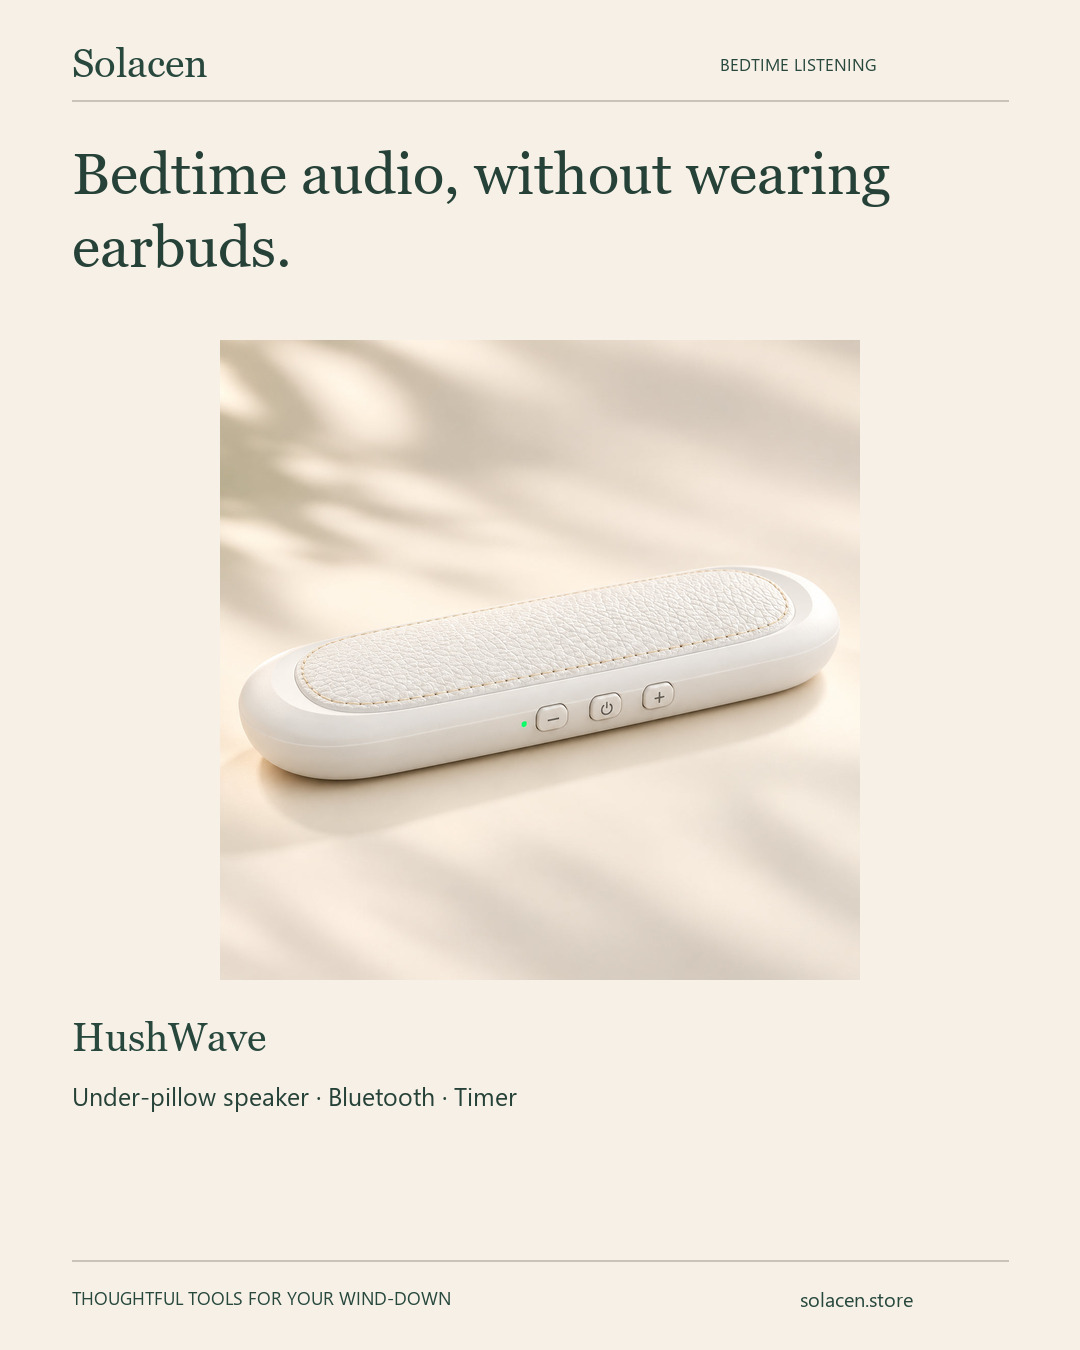 Solacen
BEDTIME LISTENING
Bedtime audio, without wearing
earbuds.
HushWave
Under-pillow speaker · Bluetooth · Timer
THOUGHTFUL TOOLS FOR YOUR WIND-DOWN
solacen.store